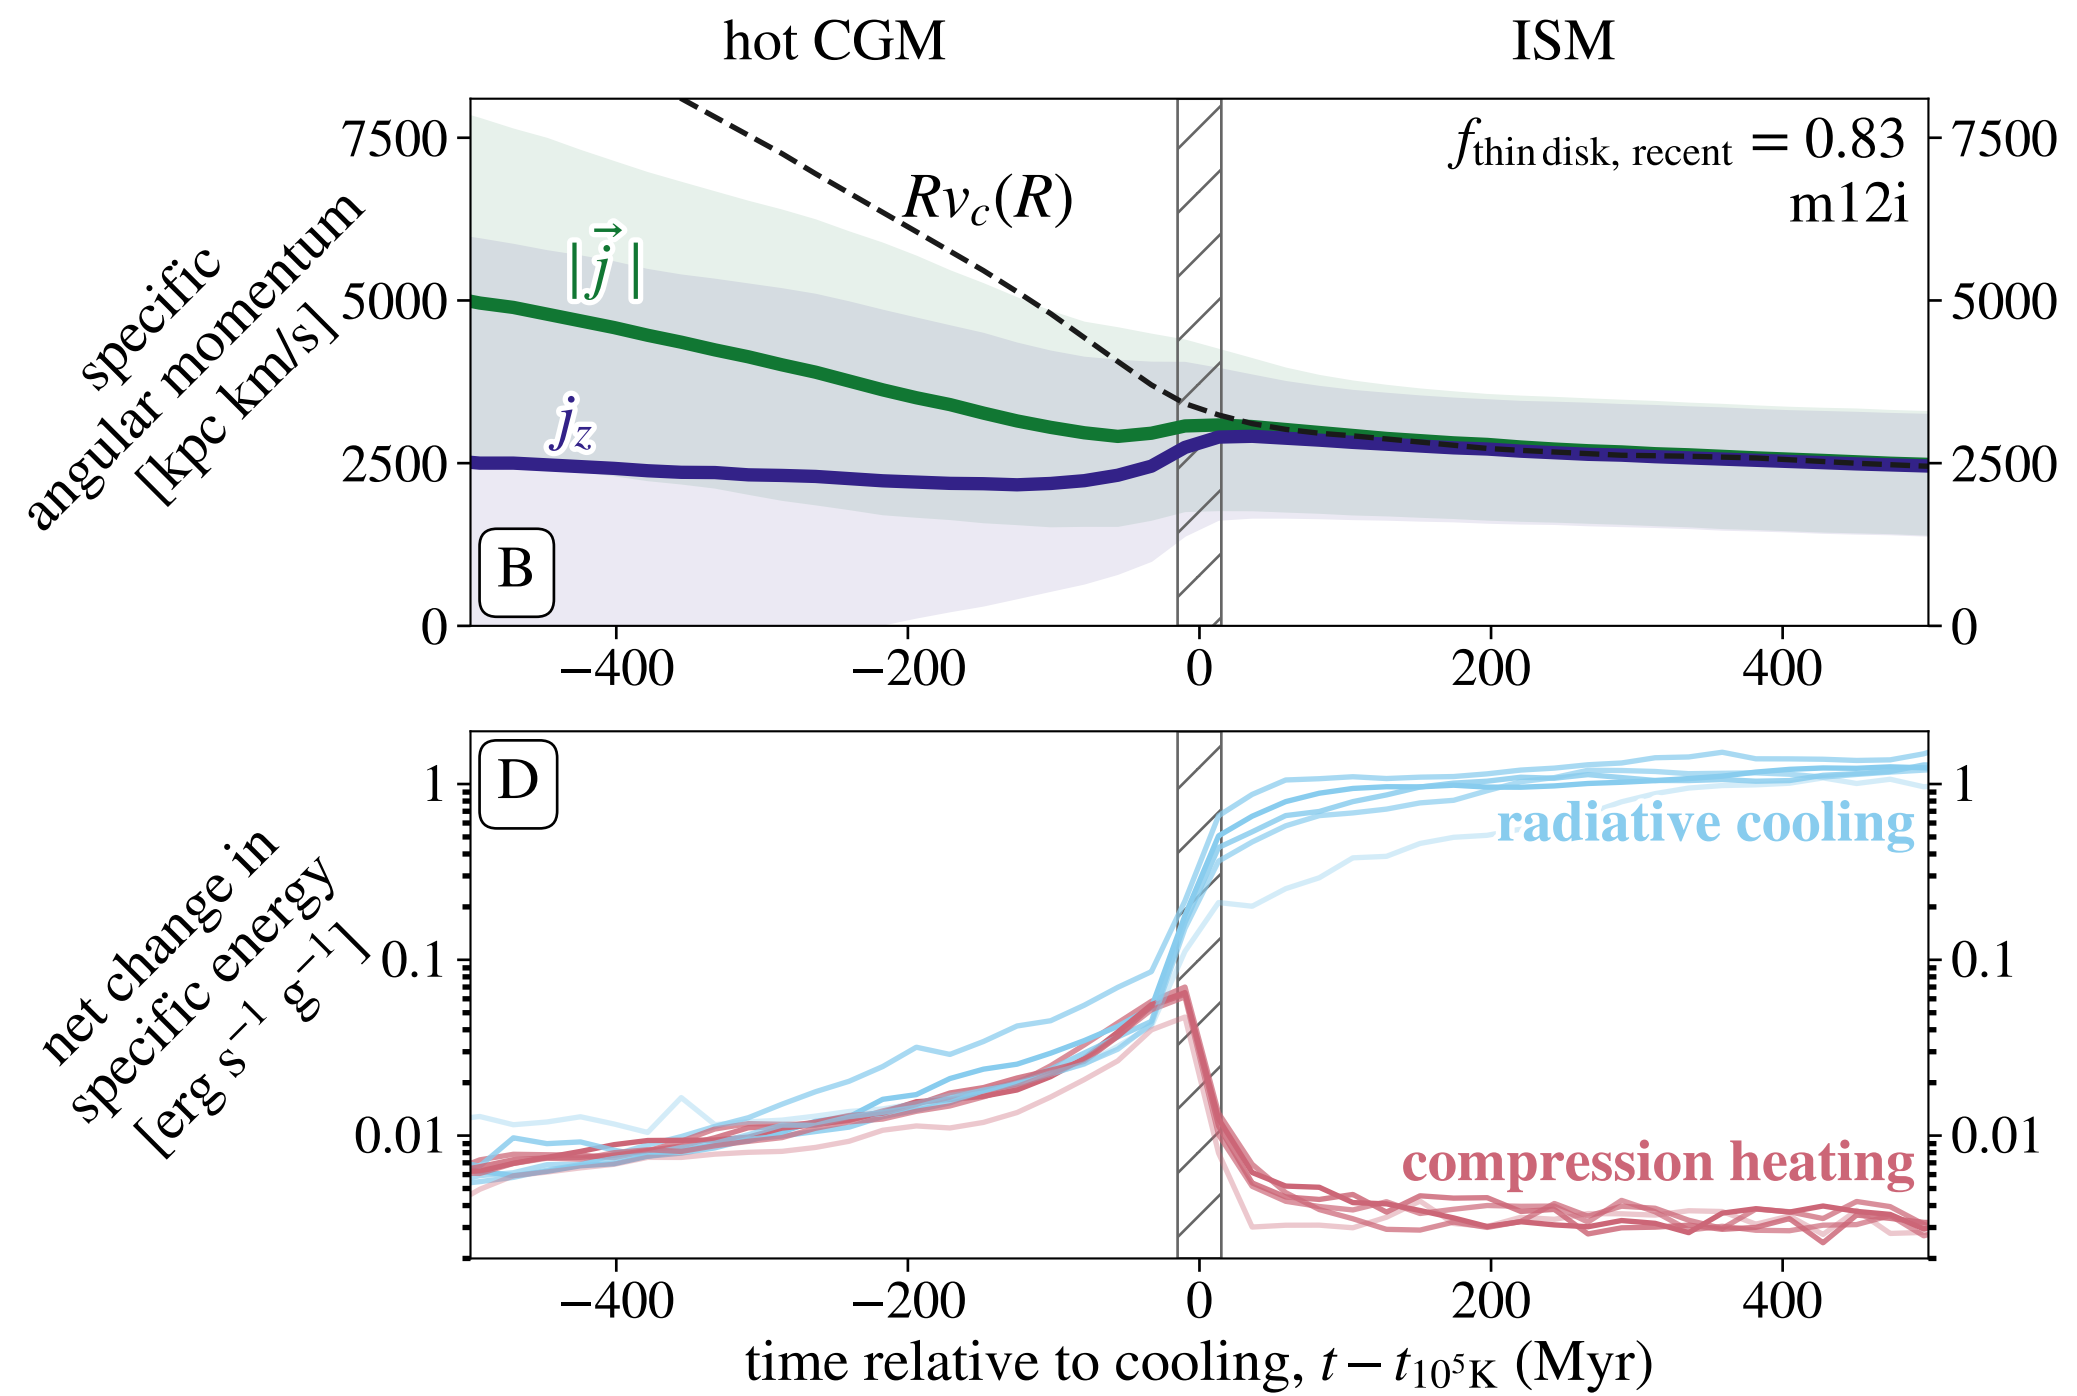 hot CGM
ISM
specific
angular momentum
[kpc km/s]
7500
5000
2500
0
7500
5000
2500
0
f_thin disk, recent = 0.83
m12i
Rv_c(R)
|j⃗|
j_z
B
−400
−200
0
200
400
net change in
specific energy
[erg s⁻¹ g⁻¹]
D
1
0.1
0.01
1
0.1
0.01
radiative cooling
compression heating
−400
−200
0
200
400
time relative to cooling, t − t_10⁵K (Myr)